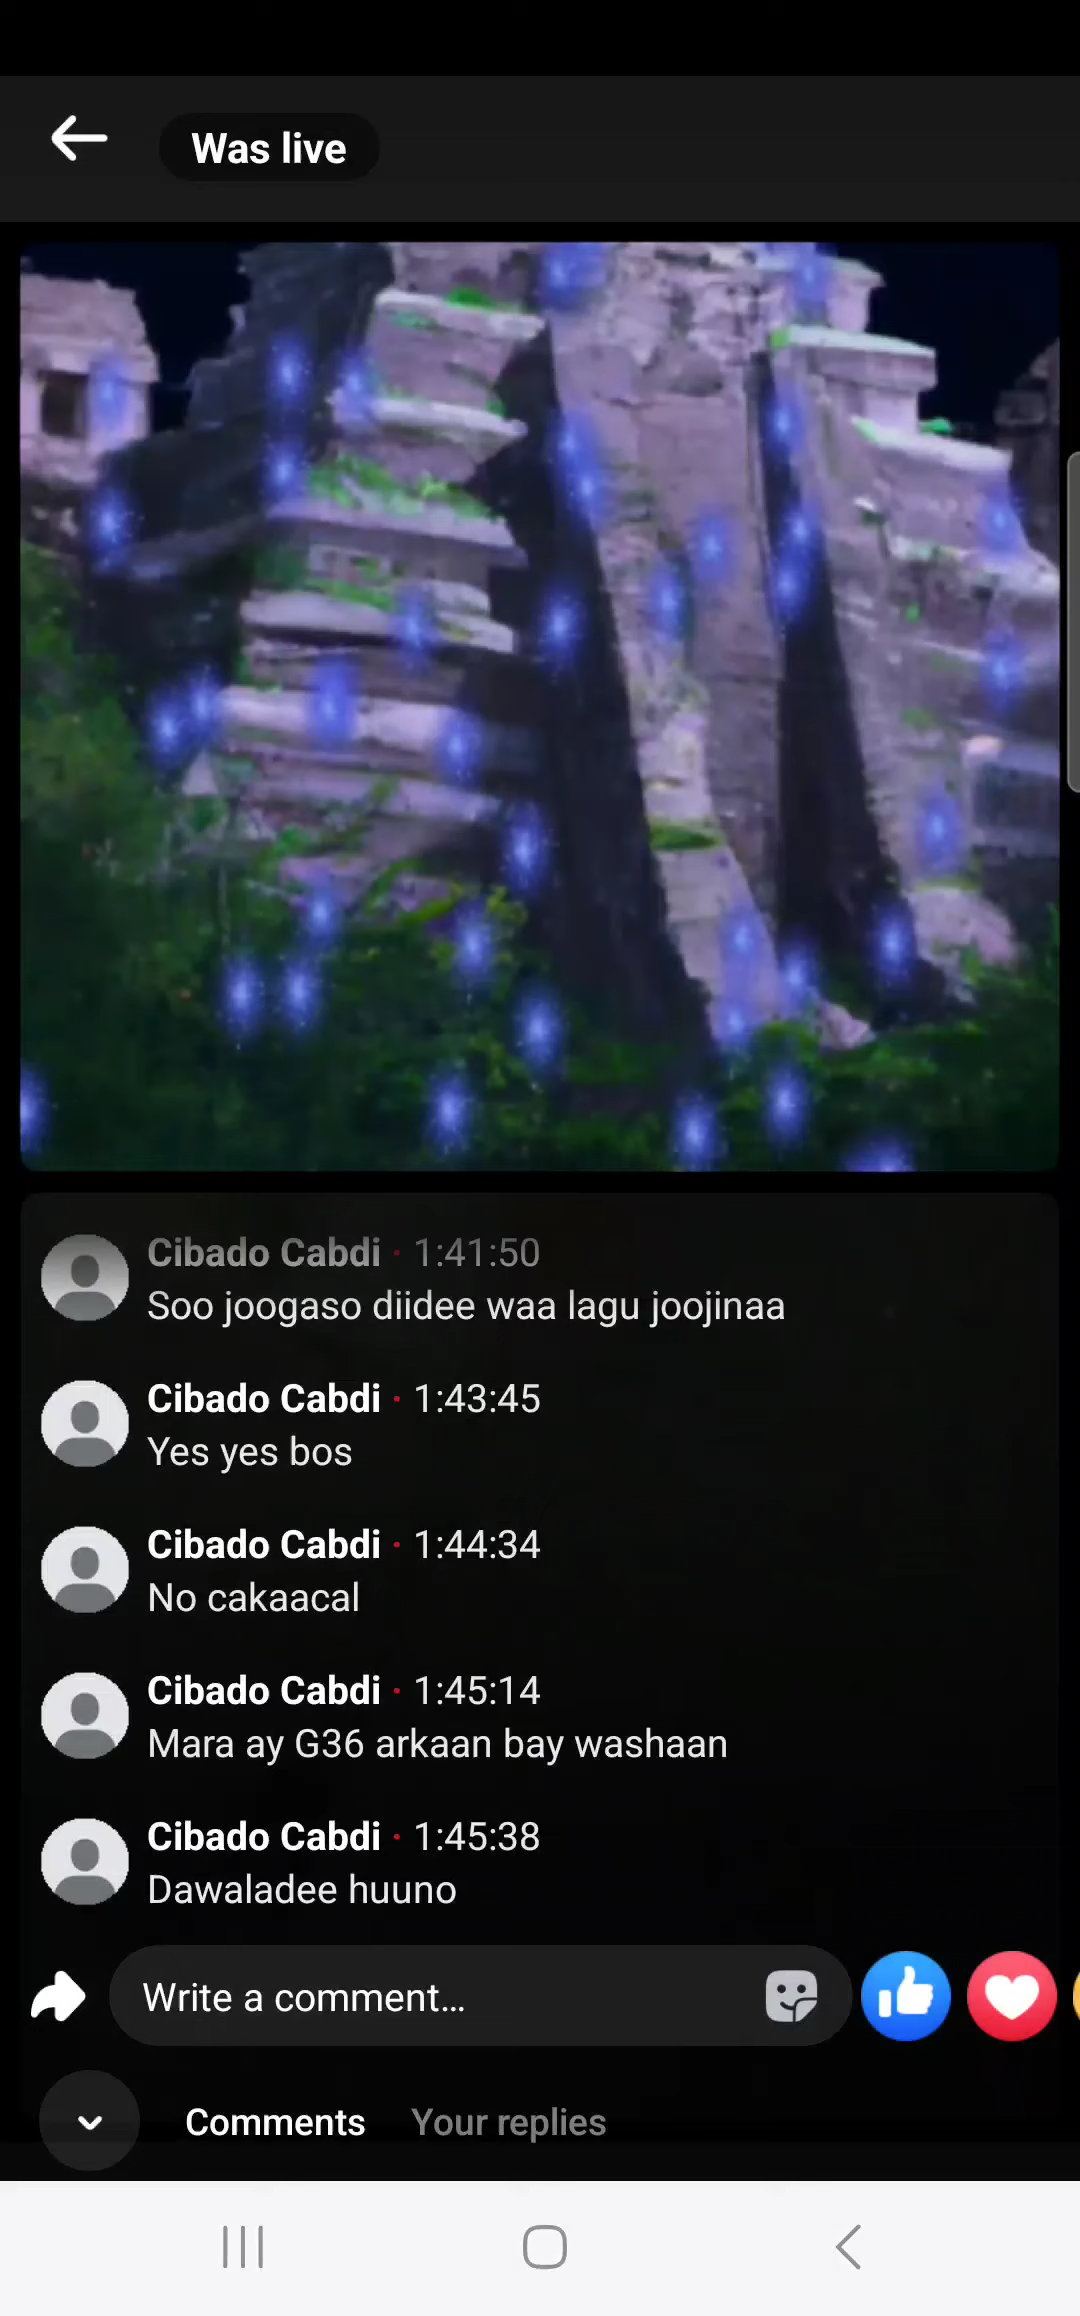 Was live
Cibado Cabdi · 1:41:50
Soo joogaso diidee waa lagu joojinaa
Cibado Cabdi · 1:43:45
Yes yes bos
Cibado Cabdi · 1:44:34
No cakaacal
Cibado Cabdi · 1:45:14
Mara ay G36 arkaan bay washaan
Cibado Cabdi · 1:45:38
Dawaladee huuno
Write a comment...
Comments Your replies